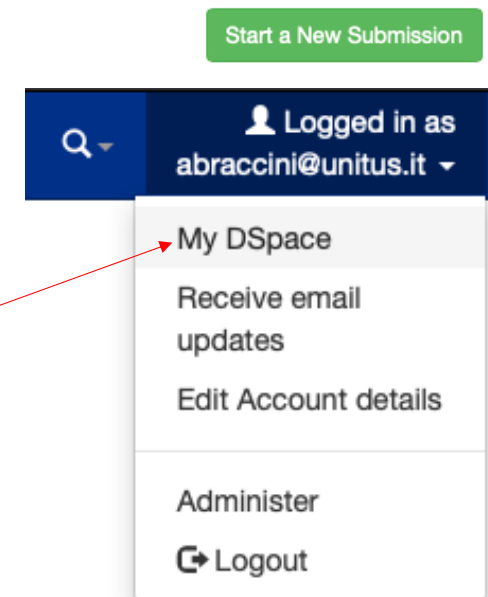 Start a New Submission
Logged in as
abraccini@unitus.it
My DSpace
Receive email
updates
Edit Account details
Administer
Logout